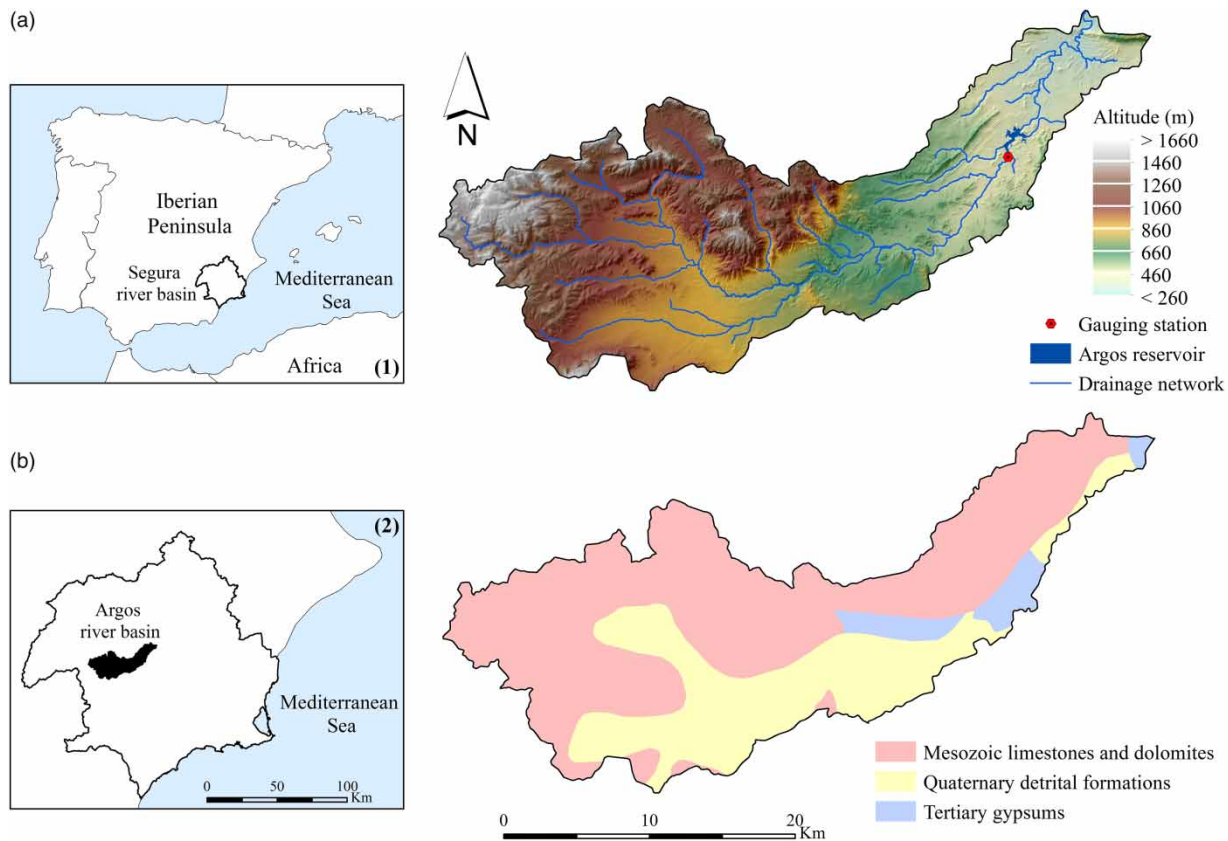 (a)
Iberian
Peninsula
Segura
river basin
Mediterranean
Sea
Africa
(1)
N
Altitude (m)
> 1660
1460
1260
1060
860
660
460
< 260
Gauging station
Argos reservoir
Drainage network
(b)
(2)
Argos
river basin
Mediterranean
Sea
0 50 100
Km
Mesozoic limestones and dolomites
Quaternary detrital formations
Tertiary gypsums
0 10 20
Km